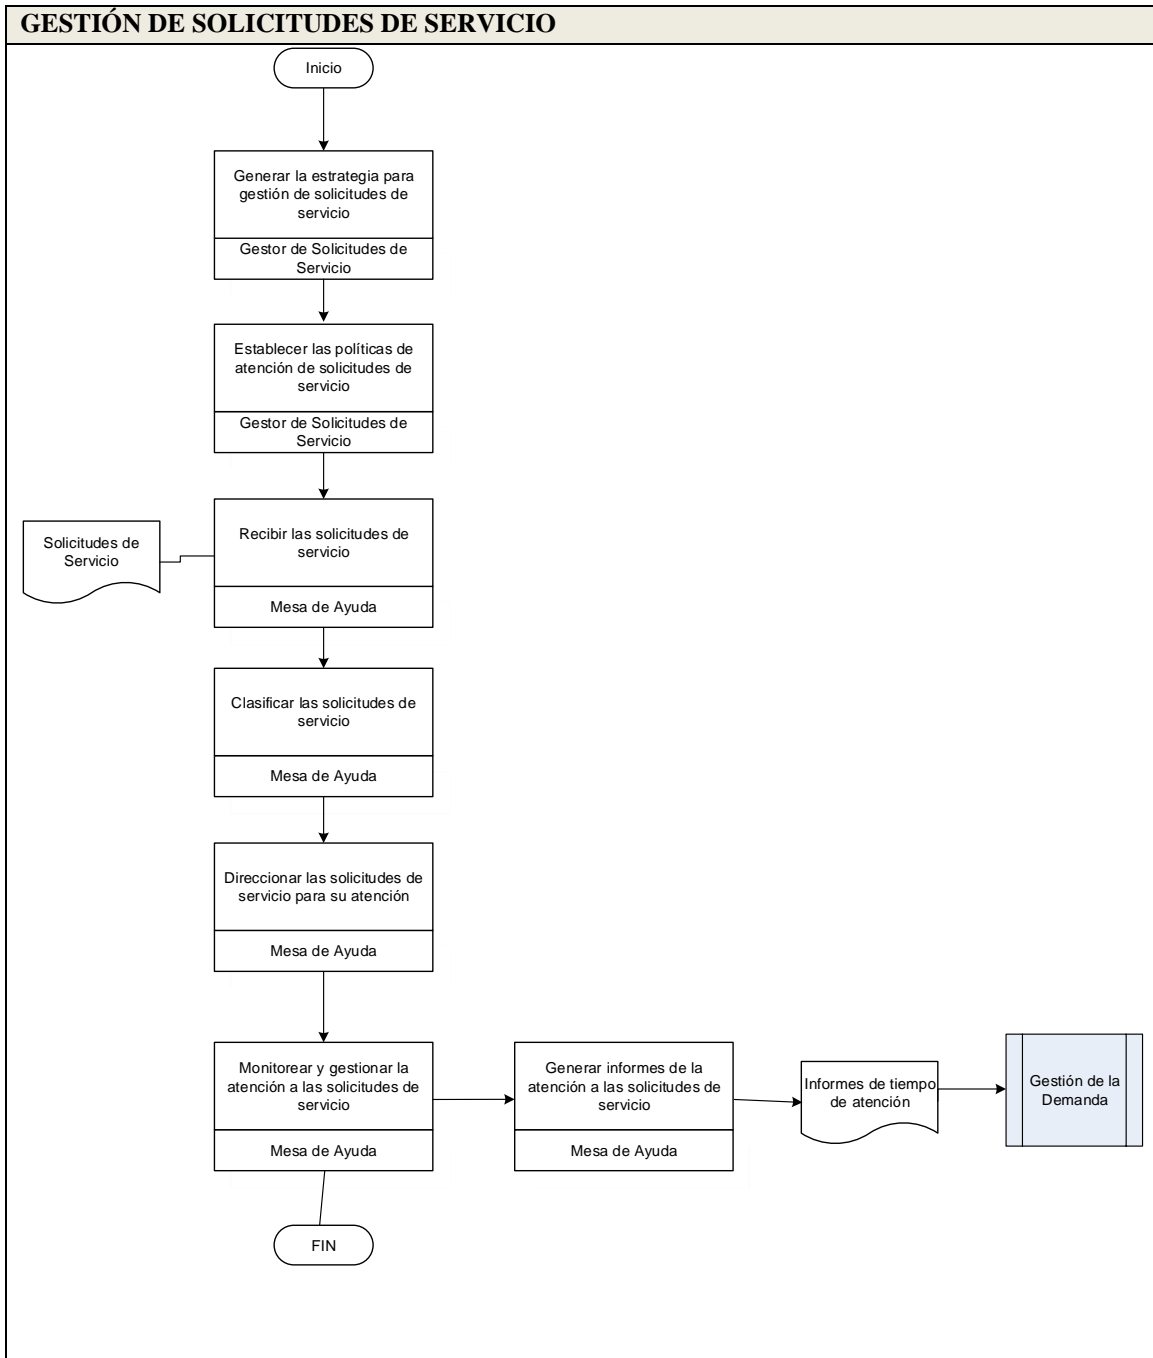 GESTIÓN DE SOLICITUDES DE SERVICIO
Inicio
Generar la estrategia para
gestión de solicitudes de
servicio
Gestor de Solicitudes de
Servicio
Establecer las políticas de
atención de solicitudes de
servicio
Gestor de Solicitudes de
Servicio
Solicitudes de
Servicio
Recibir las solicitudes de
servicio
Mesa de Ayuda
Clasificar las solicitudes de
servicio
Mesa de Ayuda
Direccionar las solicitudes de
servicio para su atención
Mesa de Ayuda
Monitorear y gestionar la
atención a las solicitudes de
servicio
Mesa de Ayuda
Generar informes de la
atención a las solicitudes de
servicio
Mesa de Ayuda
Informes de tiempo
de atención
Gestión de la
Demanda
FIN